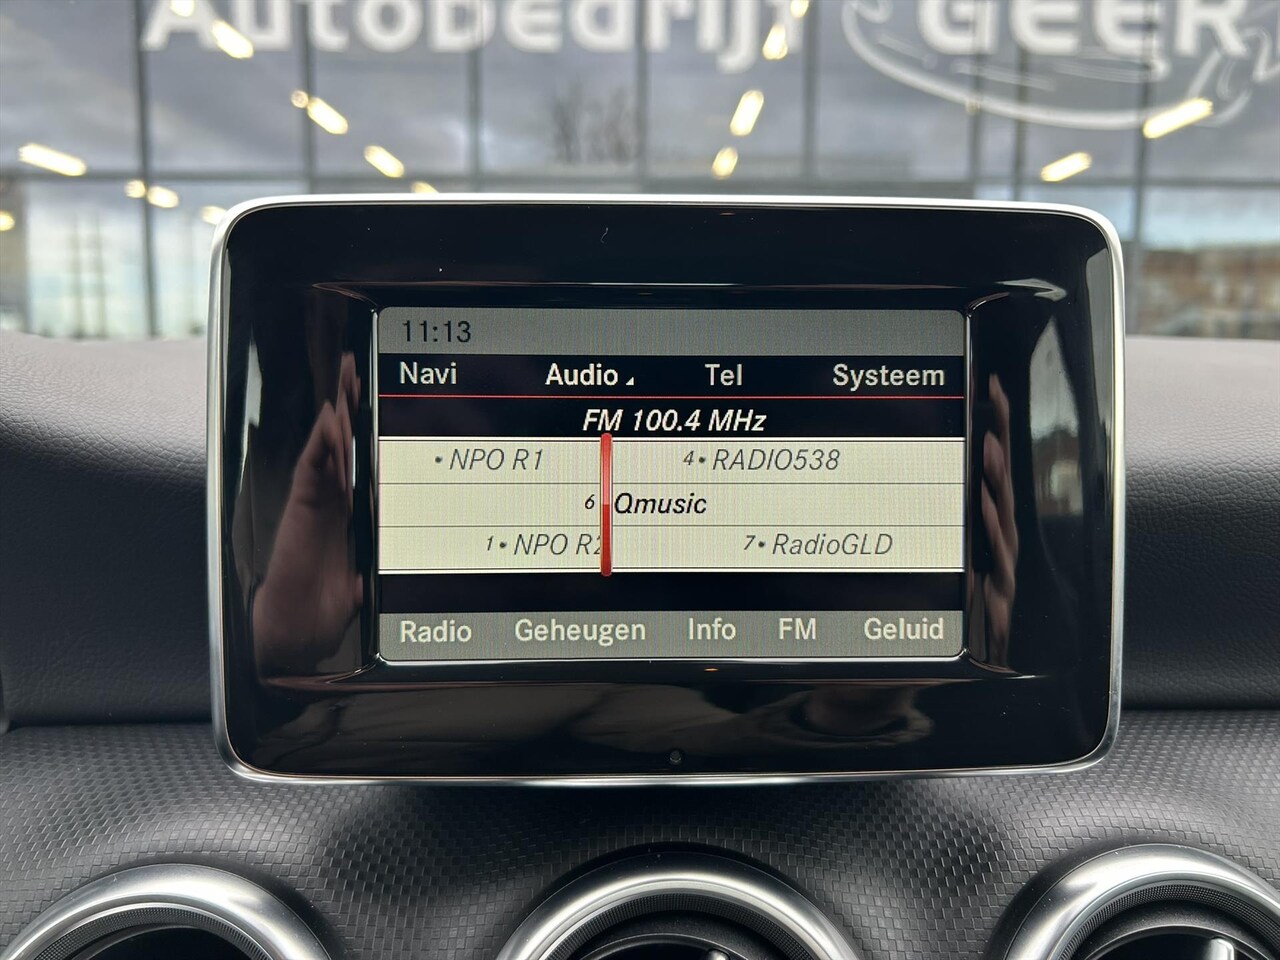 Autobedrijf GEER
11:13
Navi Audio Tel Systeem
FM 100.4 MHz
• NPO R1 4• RADIO538
6 Qmusic
1• NPO R2 7• RadioGLD
Radio Geheugen Info FM Geluid